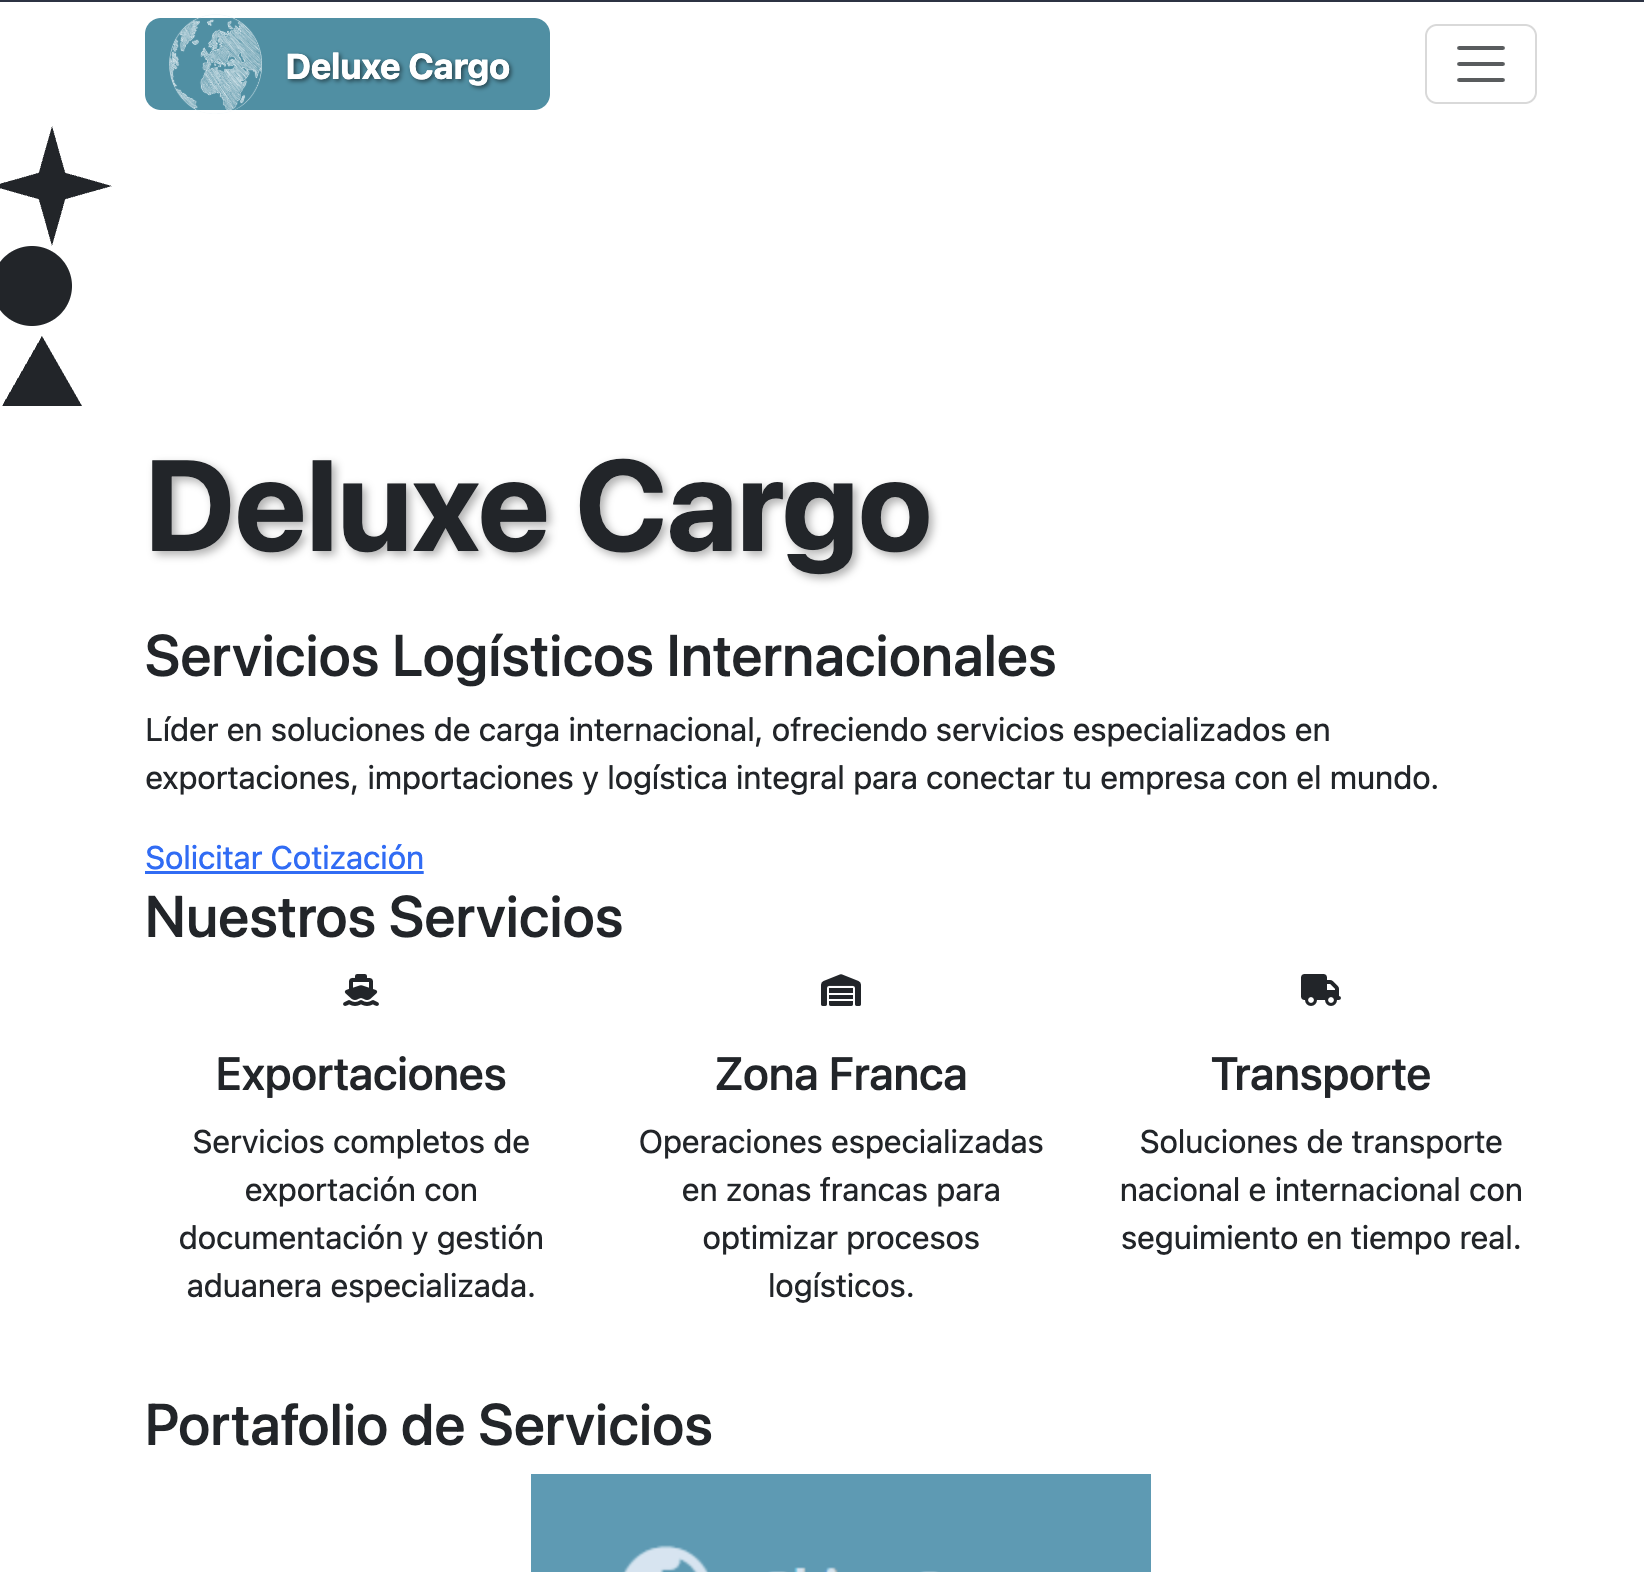 Deluxe Cargo
Deluxe Cargo
Servicios Logísticos Internacionales
Líder en soluciones de carga internacional, ofreciendo servicios especializados en
exportaciones, importaciones y logística integral para conectar tu empresa con el mundo.
Solicitar Cotización
Nuestros Servicios
Exportaciones
Servicios completos de
exportación con
documentación y gestión
aduanera especializada.
Zona Franca
Operaciones especializadas
en zonas francas para
optimizar procesos
logísticos.
Transporte
Soluciones de transporte
nacional e internacional con
seguimiento en tiempo real.
Portafolio de Servicios